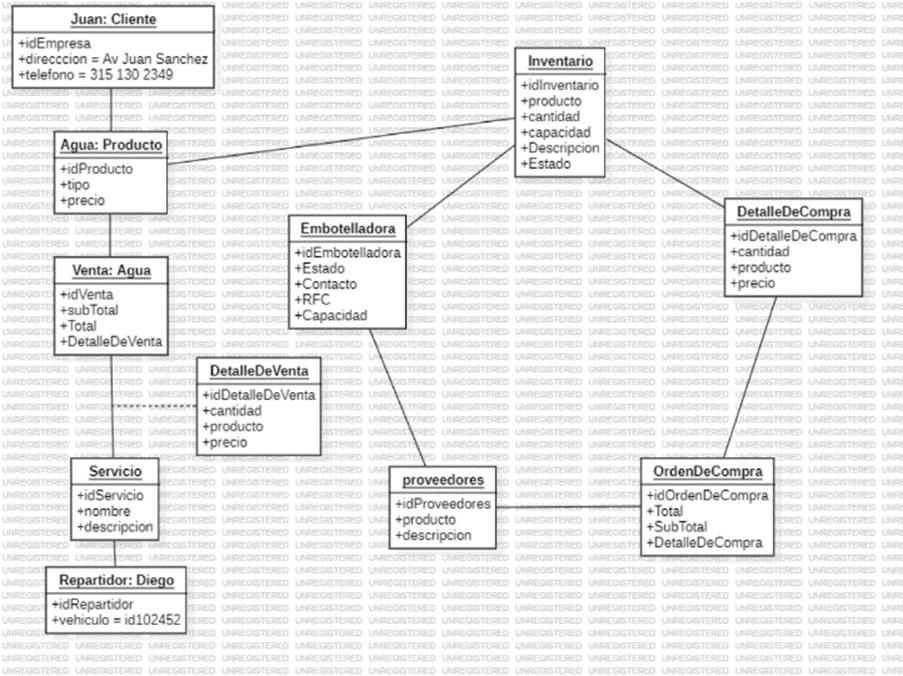 Juan: Cliente
+idEmpresa
+direcccion = Av Juan Sanchez
+telefono = 315 130 2349
Agua: Producto
+idProducto
+tipo
+precio
Venta: Agua
+idVenta
+subTotal
+Total
+DetalleDeVenta
DetalleDeVenta
+idDetalleDeVenta
+cantidad
+producto
+precio
Servicio
+idServicio
+nombre
+descripcion
Repartidor: Diego
+idRepartidor
+vehiculo = id102452
Inventario
+idInventario
+producto
+cantidad
+capacidad
+Descripcion
+Estado
Embotelladora
+idEmbotelladora
+Estado
+Contacto
+RFC
+Capacidad
DetalleDeCompra
+idDetalleDeCompra
+cantidad
+producto
+precio
proveedores
+idProveedores
+producto
+descripcion
OrdenDeCompra
+idOrdenDeCompra
+Total
+SubTotal
+DetalleDeCompra
UNREGISTERED